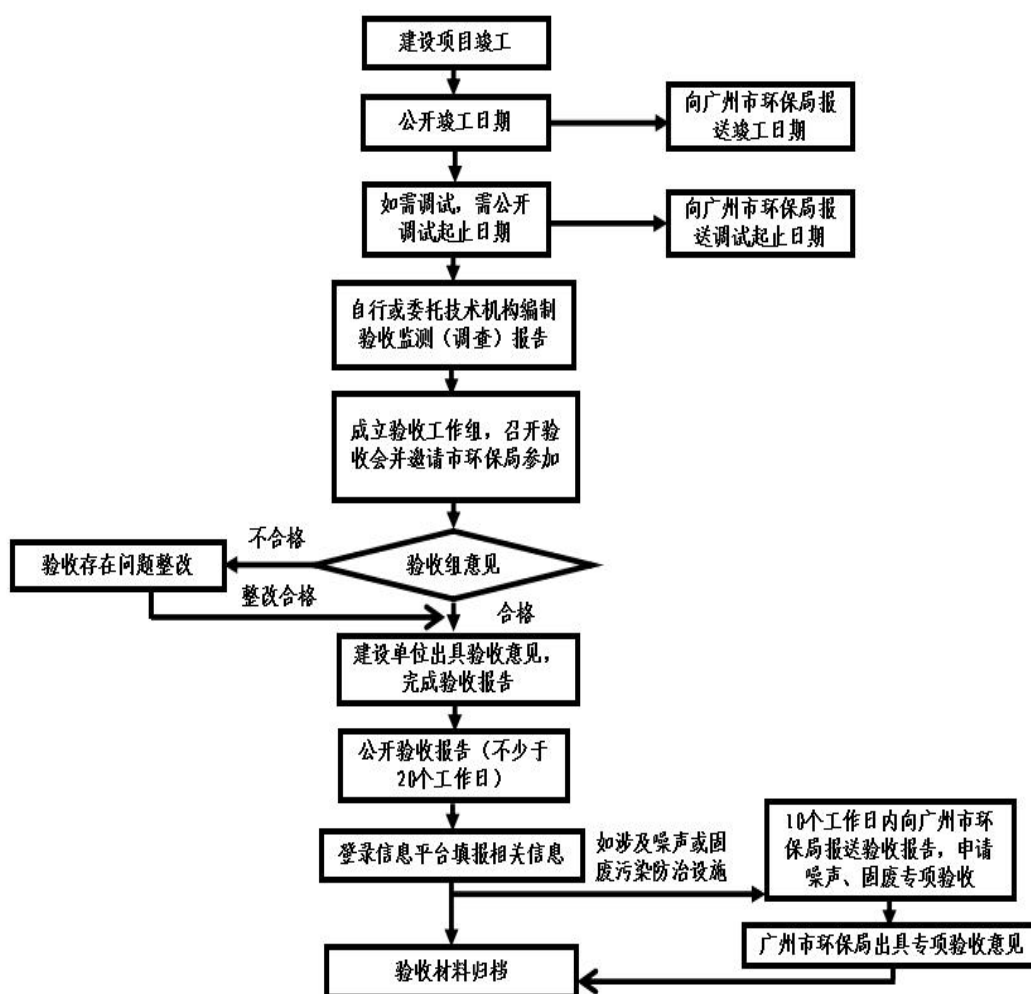 建设项目竣工
公开竣工日期
向广州市环保局报
送竣工日期
如需调试，需公开
调试起止日期
向广州市环保局报
送调试起止日期
自行或委托技术机构编制
验收监测（调查）报告
成立验收工作组，召开验
收会并邀请市环保局参加
不合格
验收存在问题整改
验收组意见
整改合格
合格
建设单位出具验收意见，
完成验收报告
公开验收报告（不少于
20个工作日）
登录信息平台填报相关信息
如涉及噪声或固
废污染防治设施
10个工作日内向广州市环
保局报送验收报告，申请
噪声、固废专项验收
广州市环保局出具专项验收意见
验收材料归档